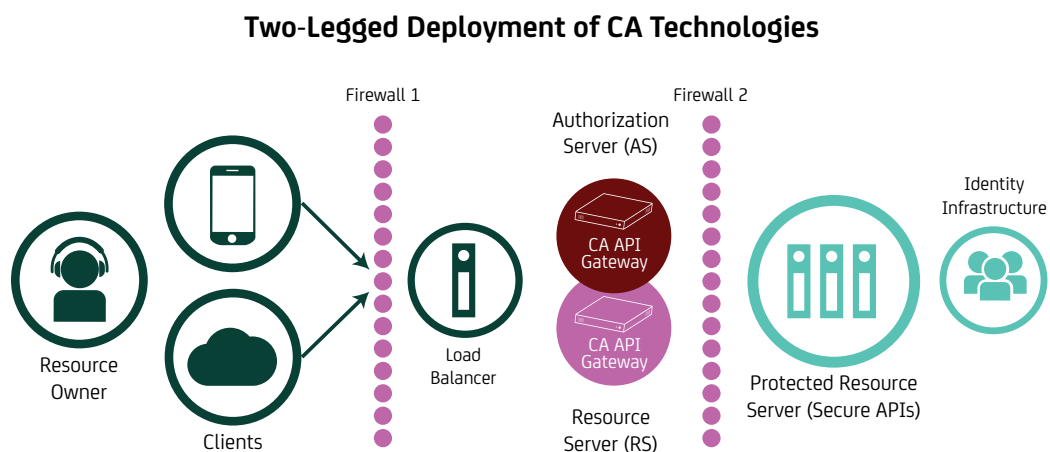 Two-Legged Deployment of CA Technologies
Firewall 1
Firewall 2
Authorization
Server (AS)
Identity
Infrastructure
CA API
Gateway
CA API
Gateway
Resource
Owner
Load
Balancer
Protected Resource
Server (Secure APIs)
Clients
Resource
Server (RS)